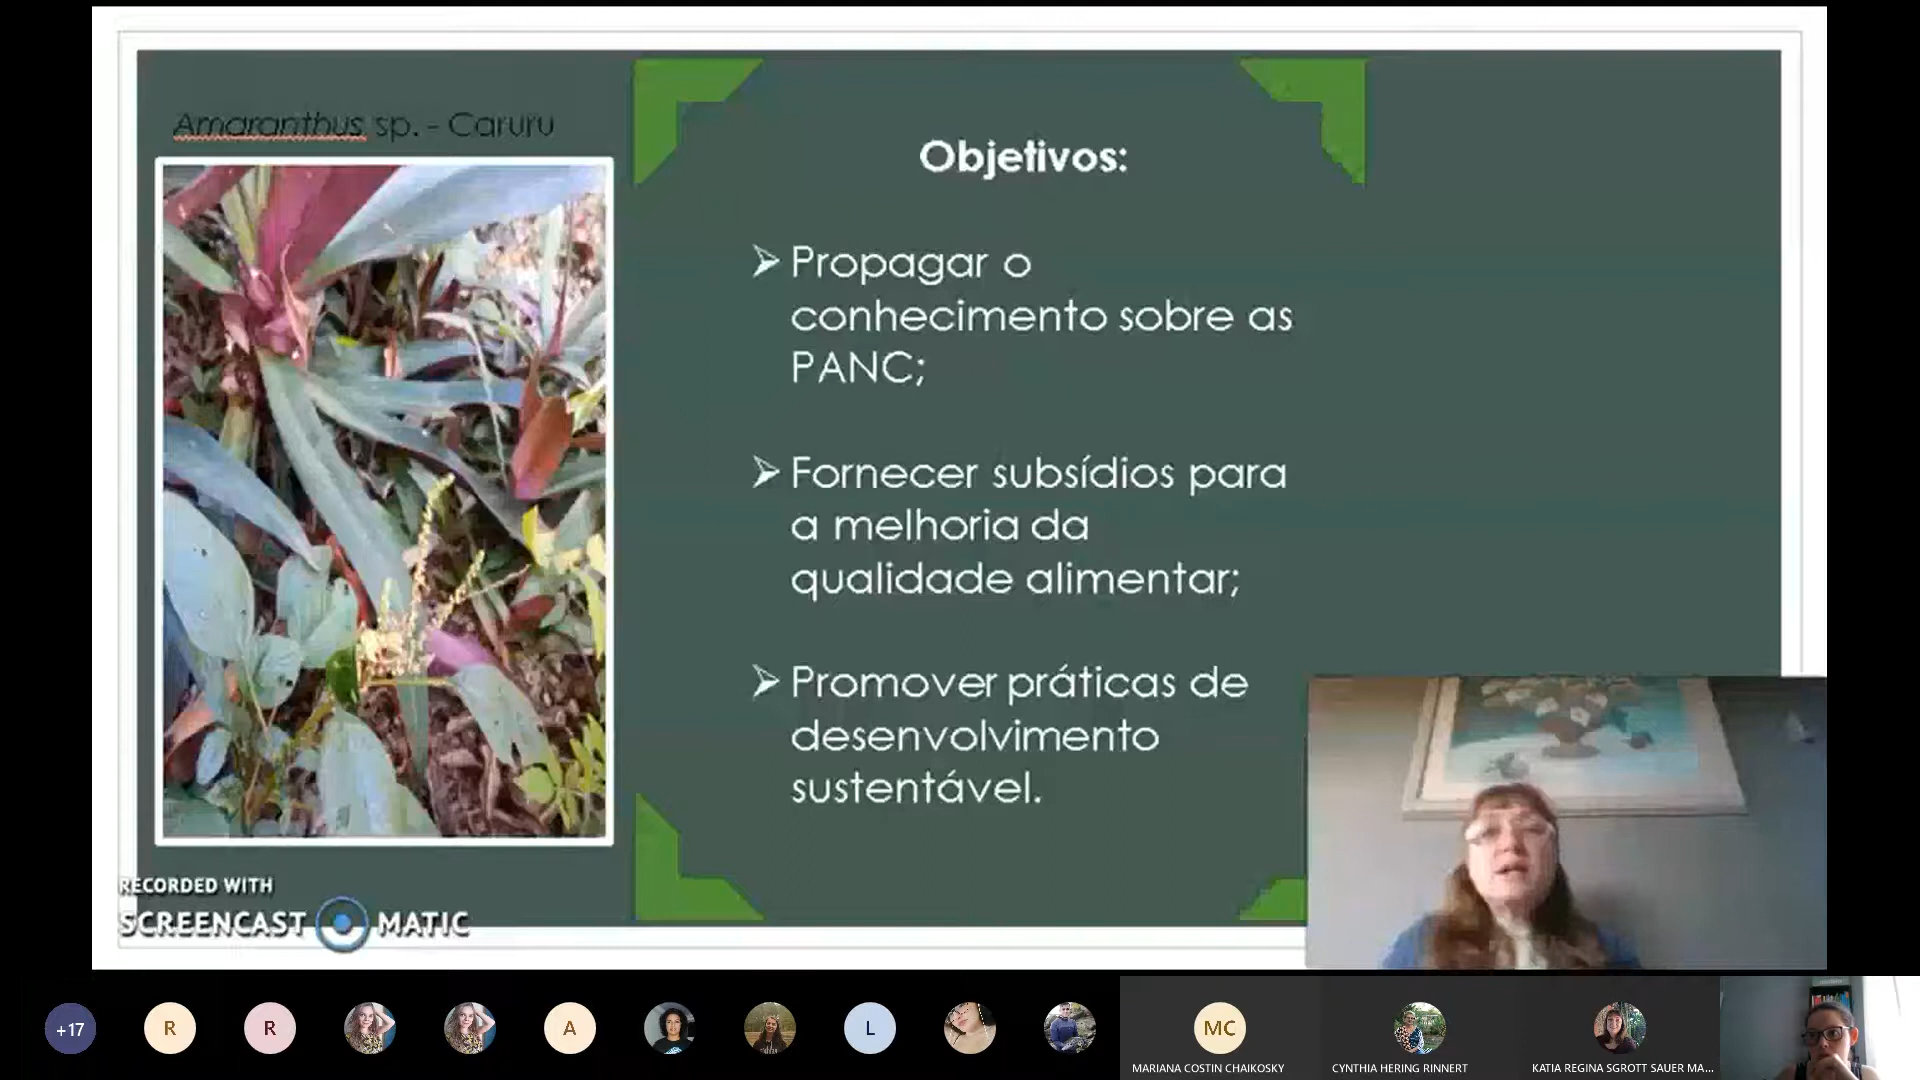 Amaranthus sp. - Caruru
Objetivos:
Propagar o
conhecimento sobre as
PANC;
Fornecer subsídios para
a melhoria da
qualidade alimentar;
Promover práticas de
desenvolvimento
sustentável.
RECORDED WITH
SCREENCAST MATIC
+17
R
R
A
L
MC
MARIANA COSTIN CHAIKOSKY
CYNTHIA HERING RINNERT
KATIA REGINA SGROTT SAUER MA...